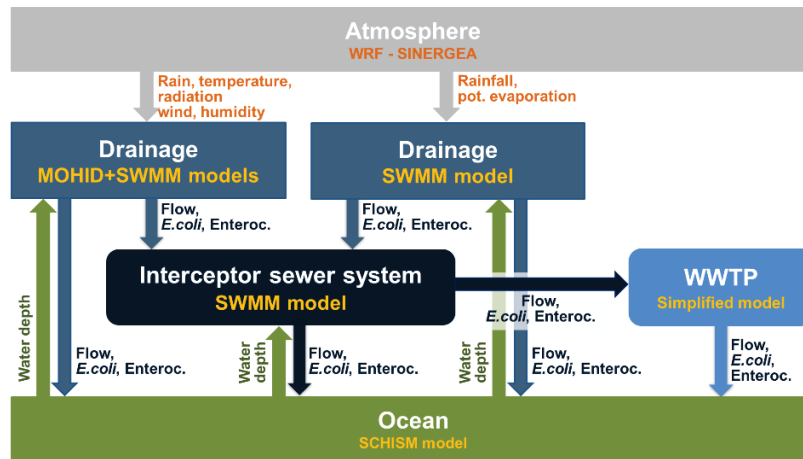 Atmosphere
WRF - SINERGEA
Rain, temperature,
radiation
wind, humidity
Rainfall,
pot. evaporation
Drainage
MOHID+SWMM models
Drainage
SWMM model
Flow,
E.coli, Enteroc.
Flow,
E.coli, Enteroc.
Interceptor sewer system
SWMM model
WWTP
Simplified model
Flow,
E.coli, Enteroc.
Water depth
Flow,
E.coli, Enteroc.
Water
depth
Flow,
E.coli, Enteroc.
Water
depth
Flow,
E.coli, Enteroc.
Flow,
E.coli,
Enteroc.
Ocean
SCHISM model